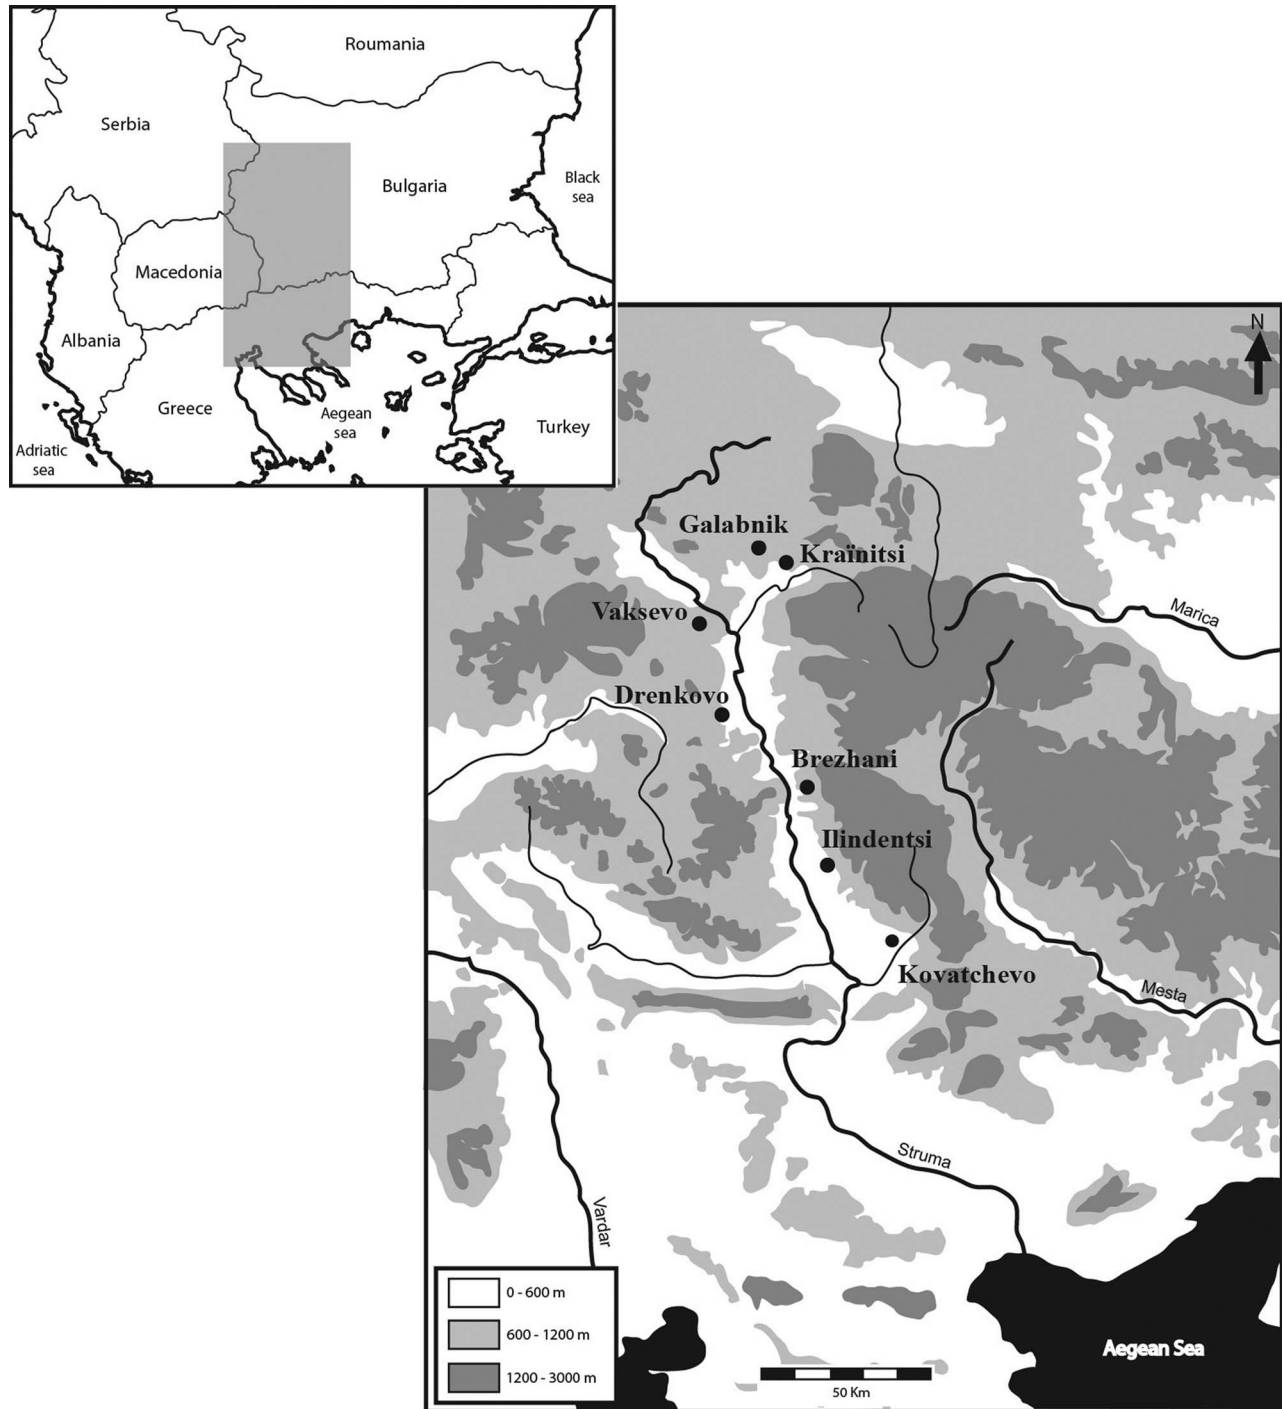 Roumania
Serbia
Bulgaria
Black
sea
Macedonia
Albania
Greece
Aegean
sea
Turkey
Adriatic
sea
N
Galabnik
Kraïnitsi
Vaksevo
Marica
Drenkovo
Brezhani
Ilindentsi
Kovatchevo
Mesta
Struma
Vardar
0 - 600 m
600 - 1200 m
1200 - 3000 m
Aegean Sea
50 Km